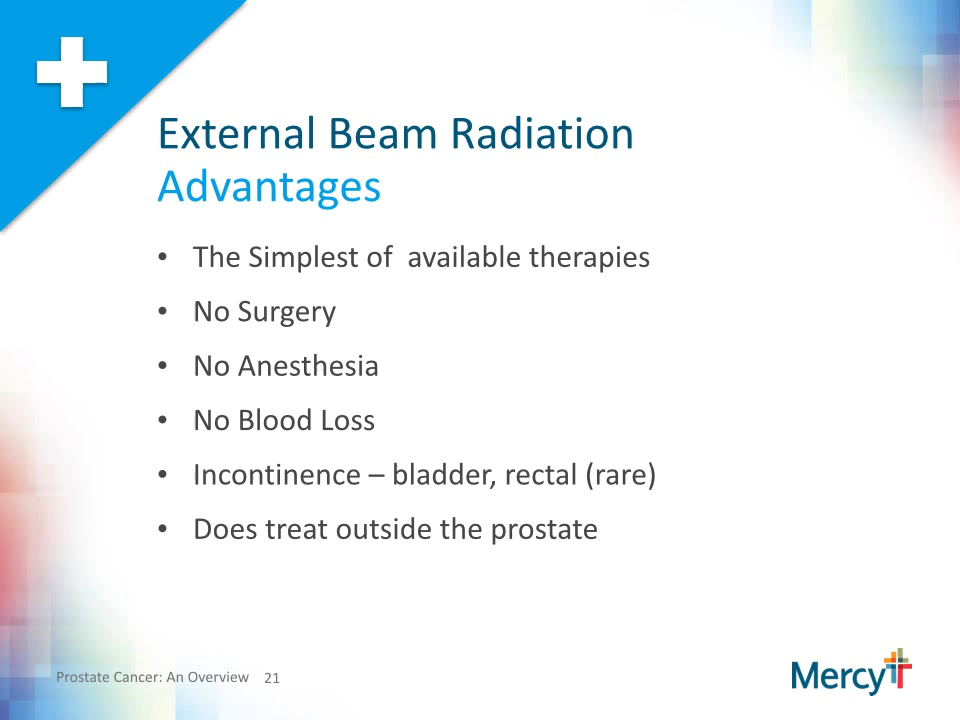 External Beam Radiation
Advantages
• The Simplest of  available therapies
• No Surgery
• No Anesthesia
• No Blood Loss
• Incontinence – bladder, rectal (rare)
• Does treat outside the prostate
Prostate Cancer: An Overview 21
Mercy